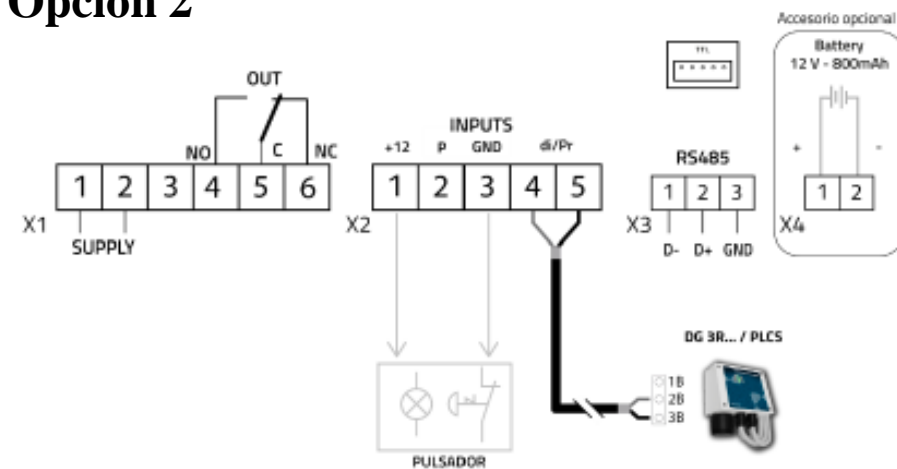 Opción 2
Accesorio opcional
Battery
12 V - 800mAh
+ -
1 2
X4
TTL
OUT
NO C NC
1 2 3 4 5 6
X1
SUPPLY
INPUTS
+12 P GND di/Pr
1 2 3 4 5
X2
RS485
1 2 3
X3
D- D+ GND
DG 3R... / PLC5
1B
2B
3B
PULSADOR